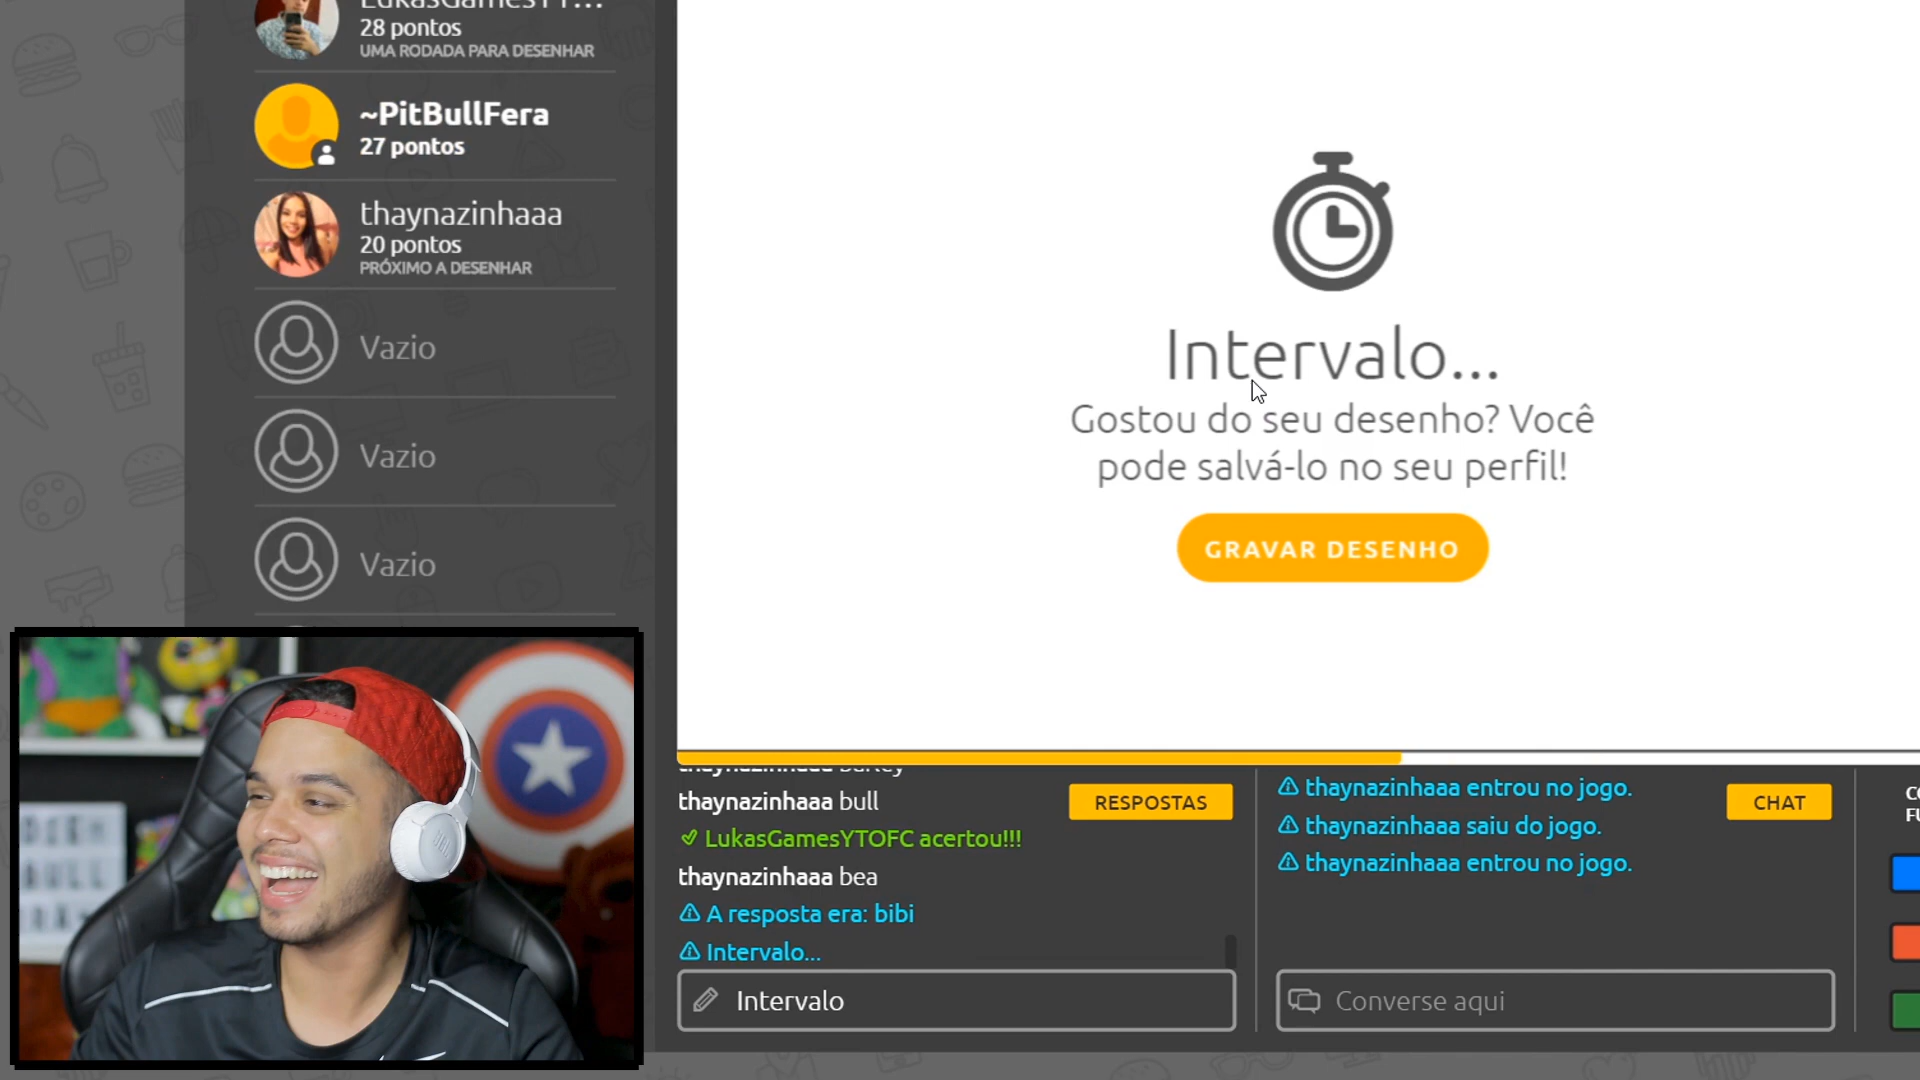 LukasGamesYT...
28 pontos
UMA RODADA PARA DESENHAR
~PitBullFera
27 pontos
thaynazinhaaa
20 pontos
PRÓXIMO A DESENHAR
Vazio
Vazio
Vazio
Intervalo...
Gostou do seu desenho? Você
pode salvá-lo no seu perfil!
GRAVAR DESENHO
thaynazinhaaa barley
thaynazinhaaa bull
LukasGamesYTOFC acertou!!!
thaynazinhaaa bea
A resposta era: bibi
Intervalo...
RESPOSTAS
Intervalo
thaynazinhaaa entrou no jogo.
thaynazinhaaa saiu do jogo.
thaynazinhaaa entrou no jogo.
CHAT
Converse aqui